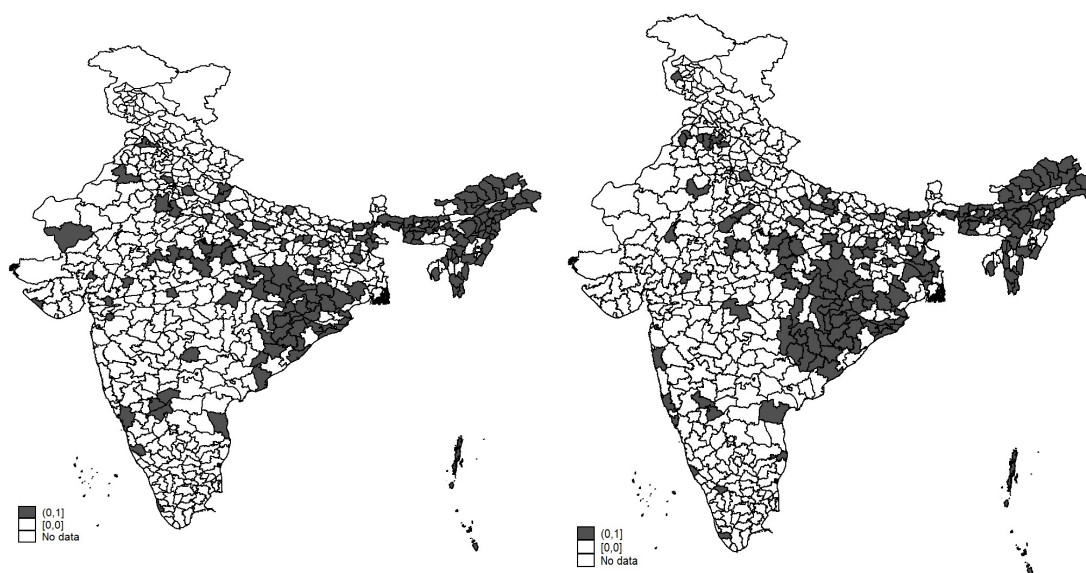 (0,1]
[0,0]
No data
(0,1]
[0,0]
No data